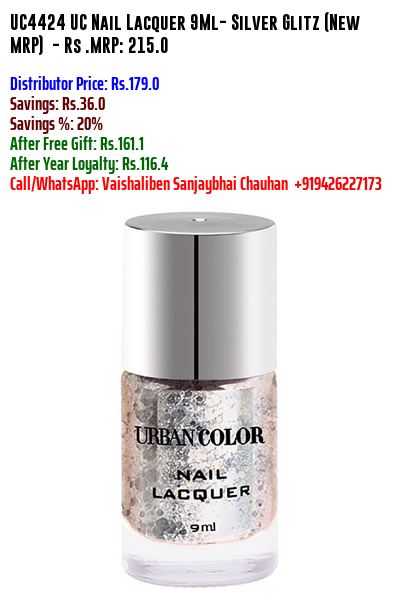 UC4424 UC Nail Lacquer 9Ml- Silver Glitz (New
MRP) - Rs .MRP: 215.0
Distributor Price: Rs.179.0
Savings: Rs.36.0
Savings %: 20%
After Free Gift: Rs.161.1
After Year Loyalty: Rs.116.4
Call/WhatsApp: Vaishaliben Sanjaybhai Chauhan +919426227173
URBAN COLOR
NAIL
LACQUER
9ml